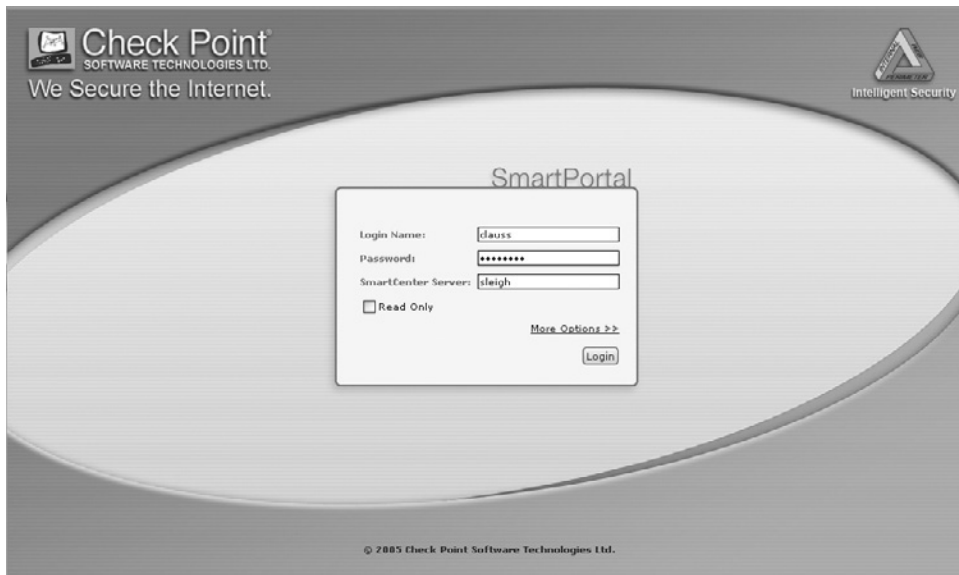 Check Point
SOFTWARE TECHNOLOGIES LTD.
We Secure the Internet.
PERIMETER
Intelligent Security
SmartPortal
Login Name: clauss
Password: ••••••••
SmartCenter Server: sleigh
Read Only
More Options >>
Login
© 2005 Check Point Software Technologies Ltd.